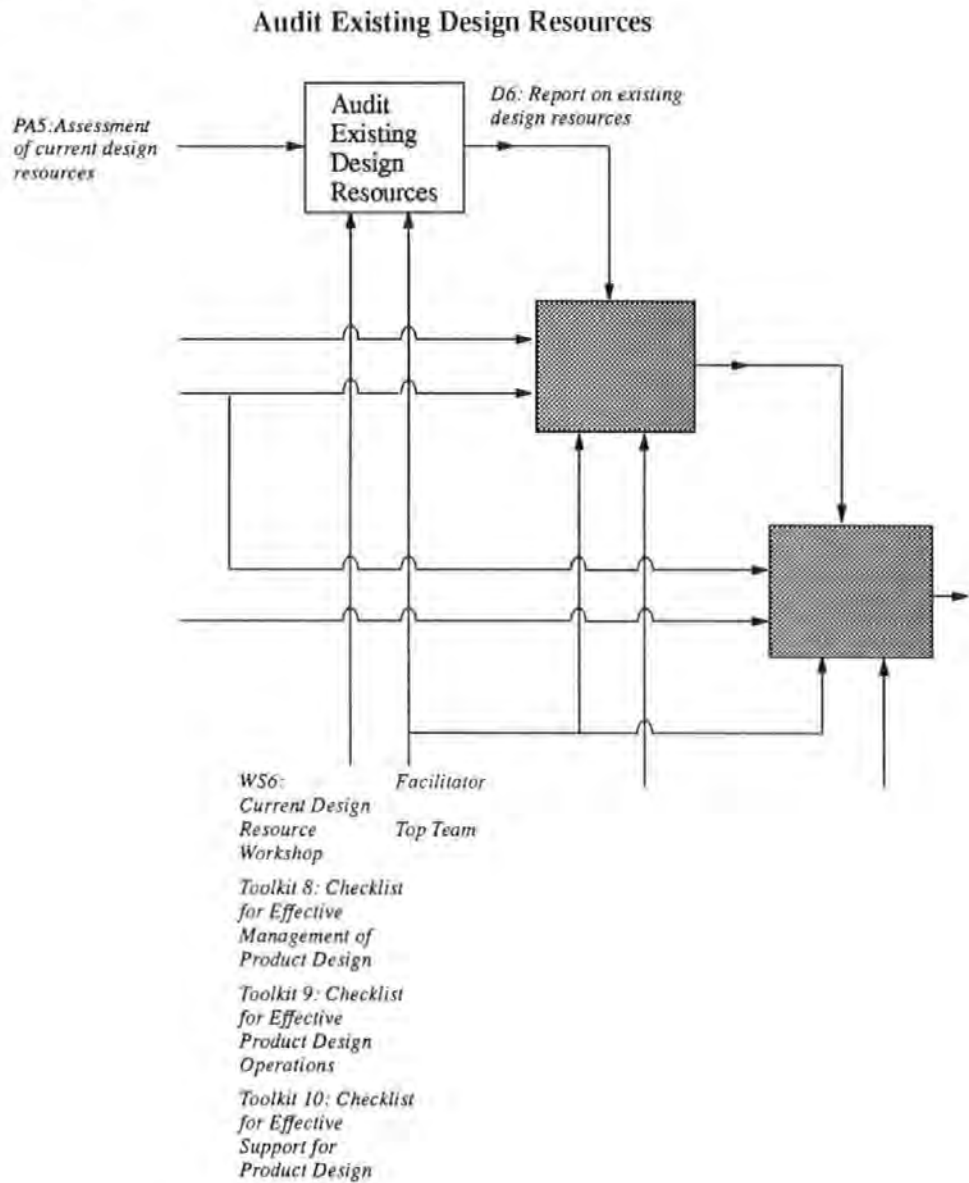 Audit Existing Design Resources
PA5:Assessment
of current design
resources
Audit
Existing
Design
Resources
D6: Report on existing
design resources
WS6:
Current Design
Resource
Workshop
Facilitator
Top Team
Toolkit 8: Checklist
for Effective
Management of
Product Design
Toolkit 9: Checklist
for Effective
Product Design
Operations
Toolkit 10: Checklist
for Effective
Support for
Product Design